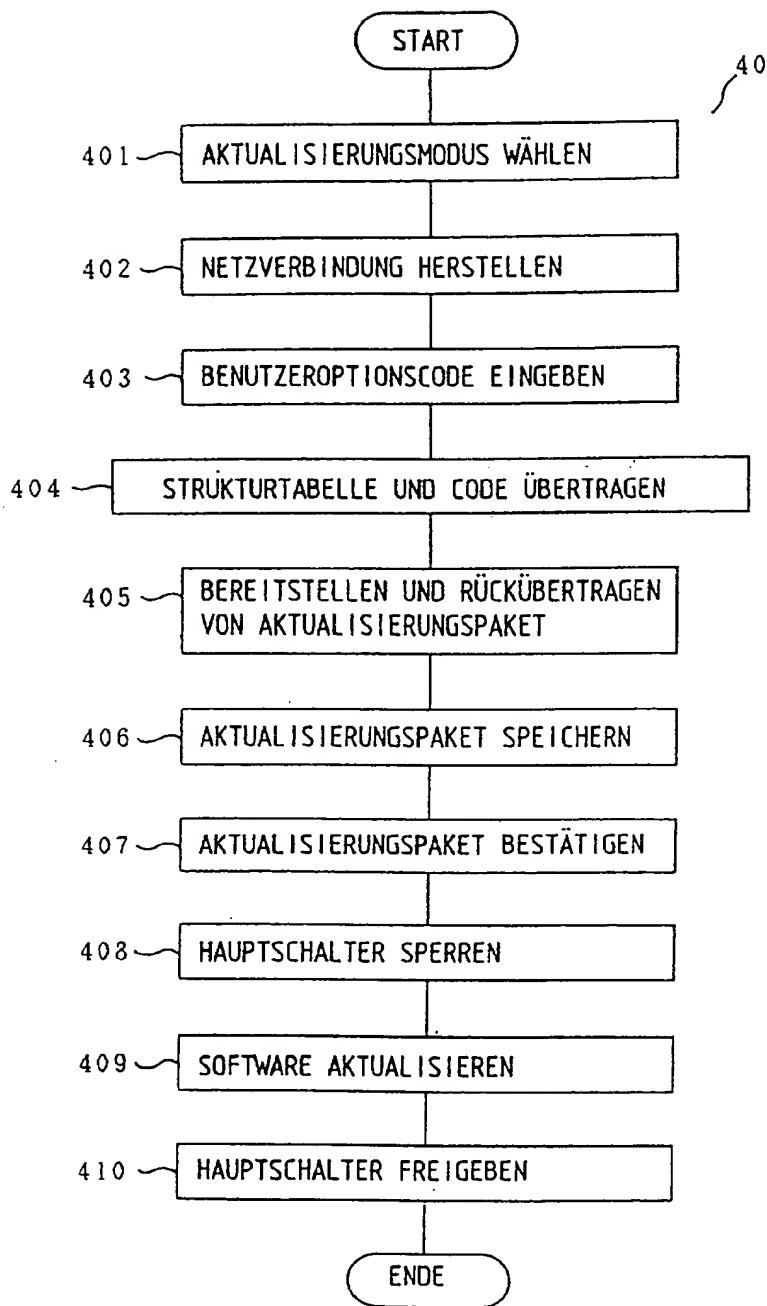 START
40
401 AKTUALISIERUNGSMODUS WÄHLEN
402 NETZVERBINDUNG HERSTELLEN
403 BENUTZEROPTIONSCODE EINGEBEN
404 STRUKTURTABELLE UND CODE ÜBERTRAGEN
405 BEREITSTELLEN UND RÜCKÜBERTRAGEN
VON AKTUALISIERUNGSPAKET
406 AKTUALISIERUNGSPAKET SPEICHERN
407 AKTUALISIERUNGSPAKET BESTÄTIGEN
408 HAUPTSCHALTER SPERREN
409 SOFTWARE AKTUALISIEREN
410 HAUPTSCHALTER FREIGEBEN
ENDE